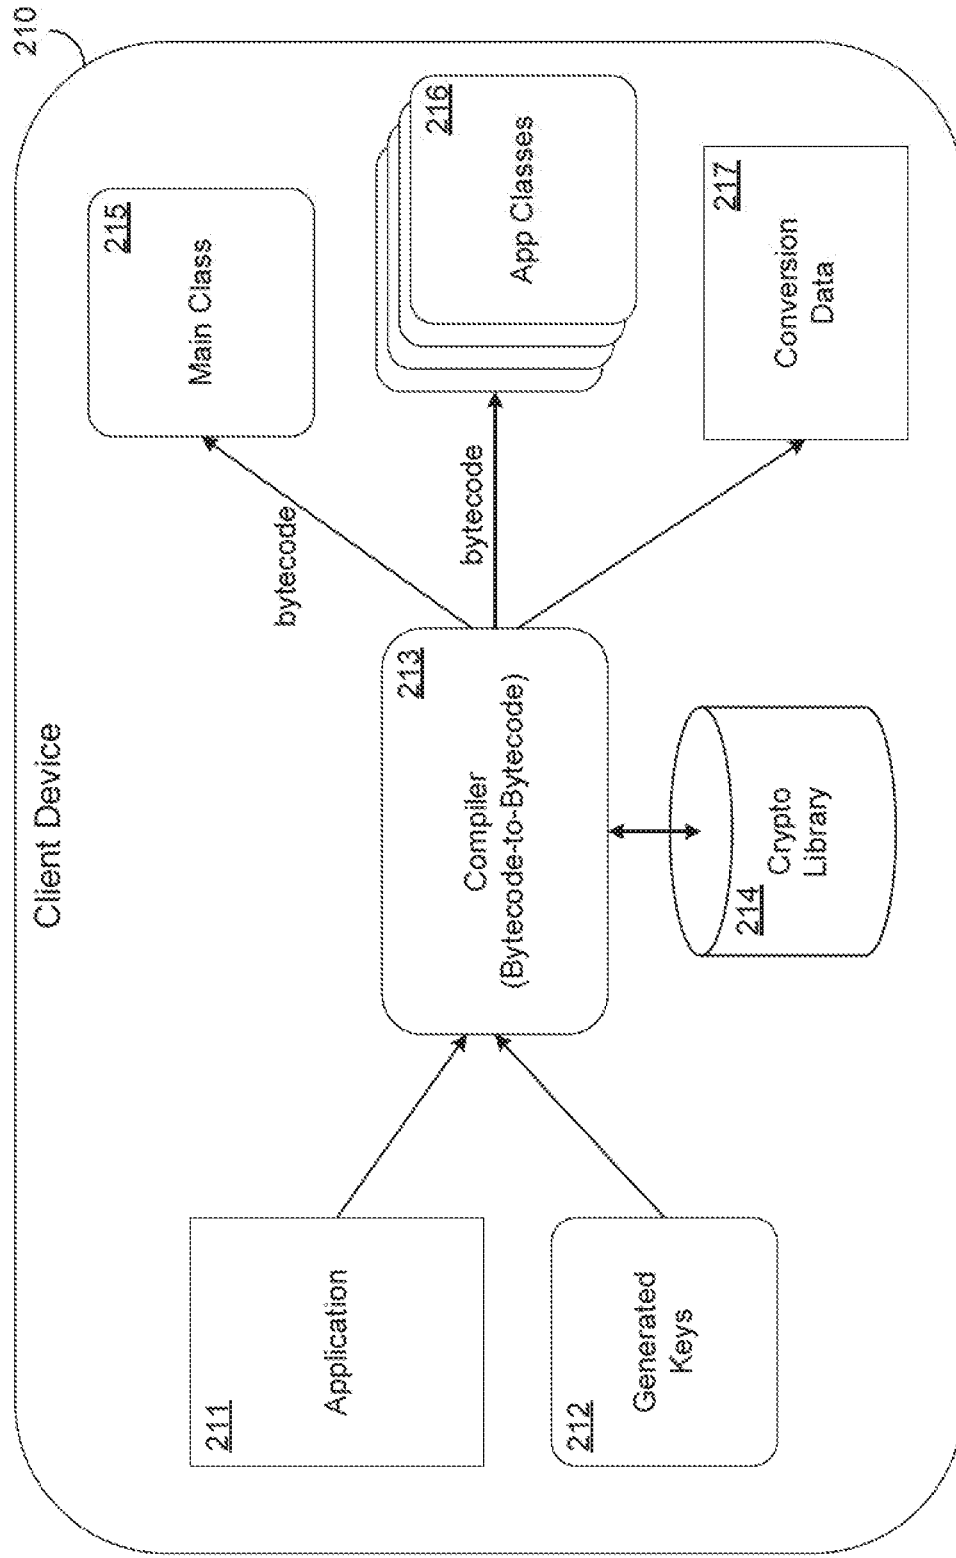 210
Client Device
211
Application
212
Generated
Keys
213
Compiler
(Bytecode-to-Bytecode)
214
Crypto
Library
bytecode
bytecode
215
Main Class
216
App Classes
217
Conversion
Data